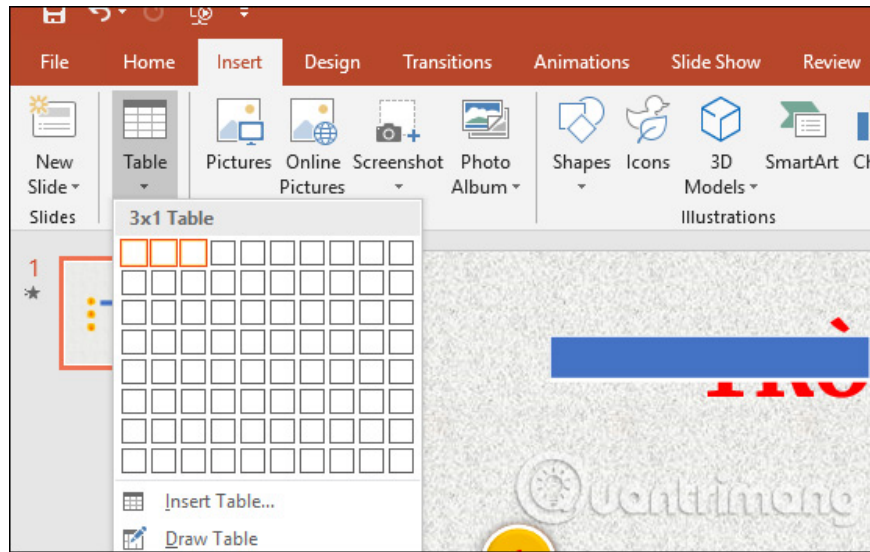 File Home Insert Design Transitions Animations Slide Show Review
New Slide
Table
Pictures
Online Pictures
Screenshot
Photo Album
Shapes
Icons
3D Models
SmartArt
Slides
Illustrations
3x1 Table
1
Insert Table...
Draw Table
Quantrimang